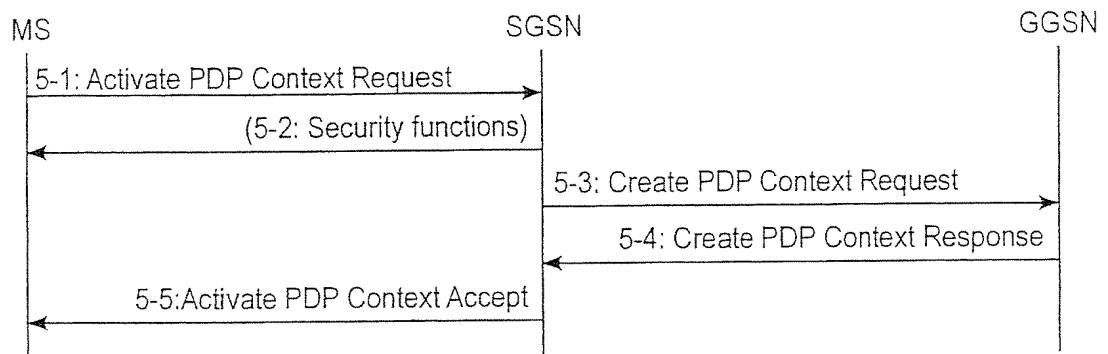 MS SGSN GGSN
5-1: Activate PDP Context Request
(5-2: Security functions)
5-3: Create PDP Context Request
5-4: Create PDP Context Response
5-5:Activate PDP Context Accept